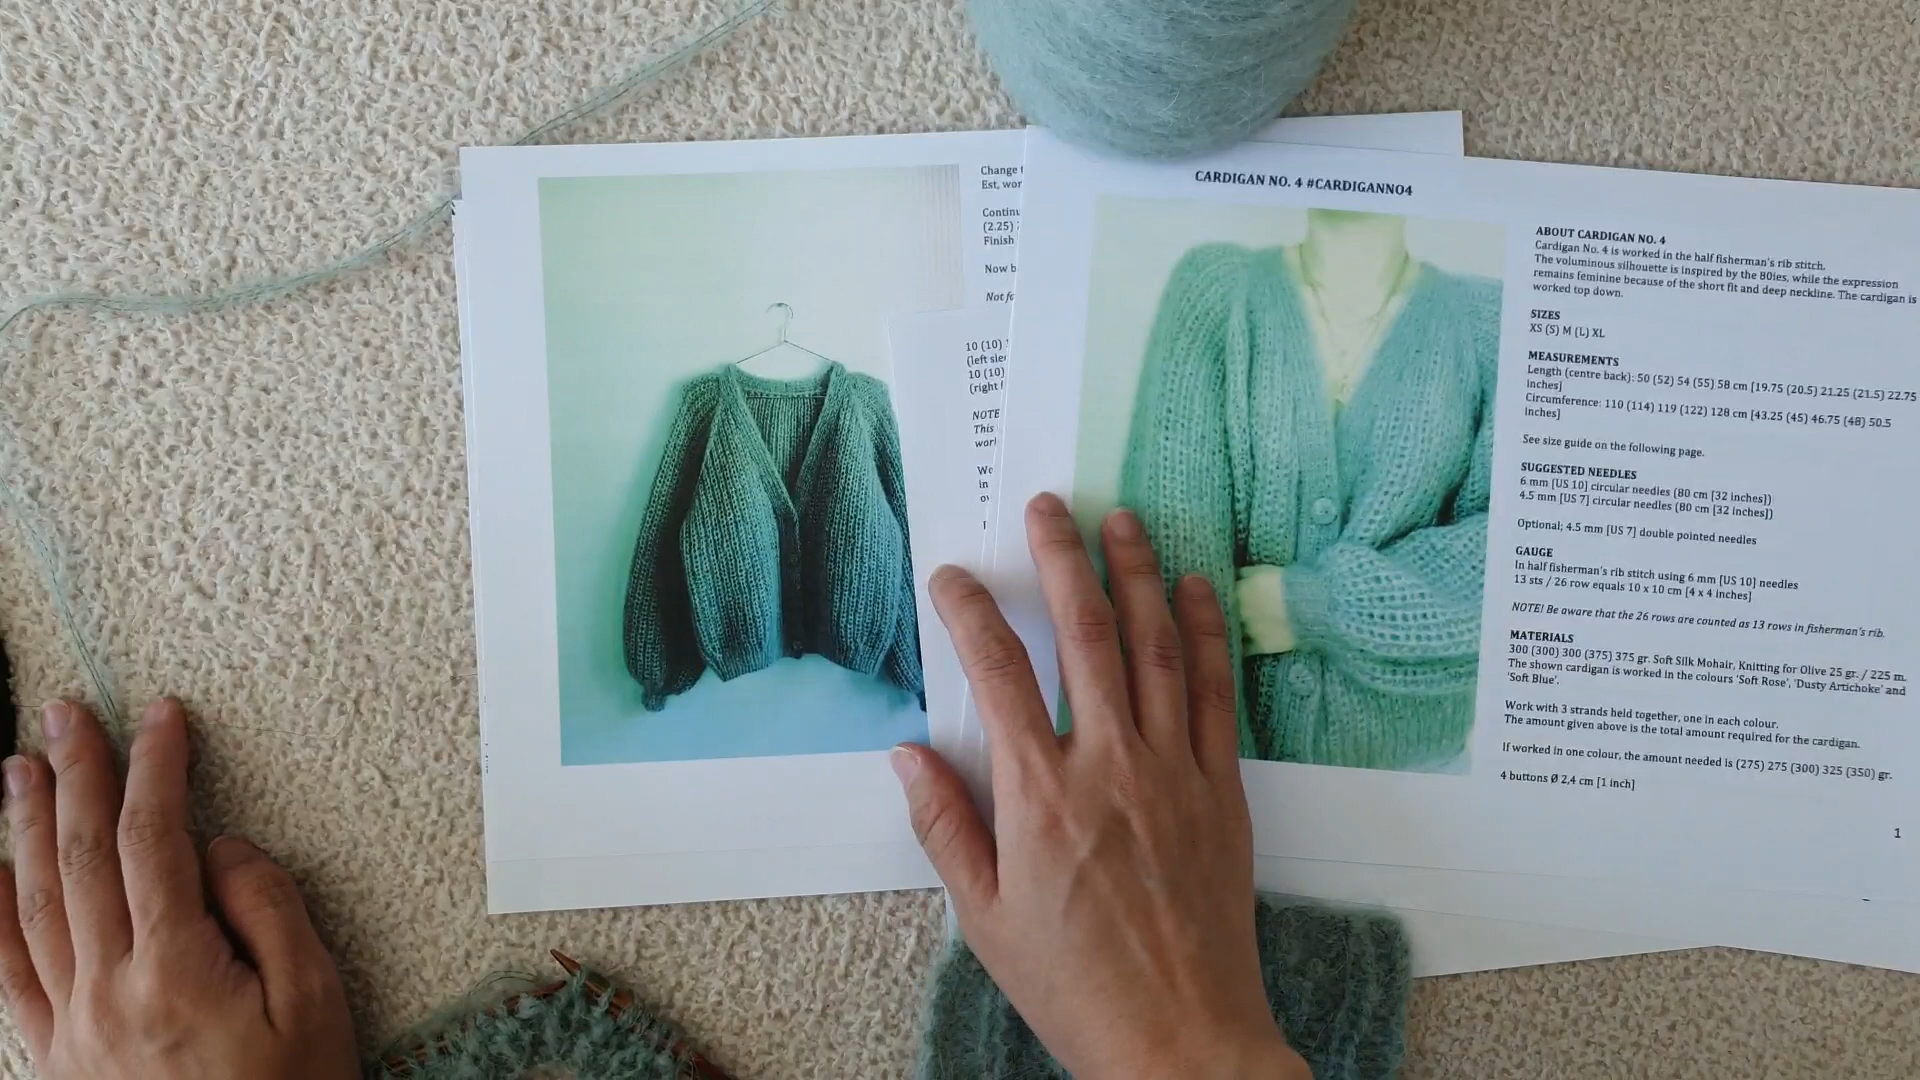 Change
Est, wor
Continu
(2.25)
Finish
Now b
Not fo
10 (10)
(left slee
10 (10)
(right f
NOTE
This
work
We
in
CARDIGAN NO. 4 #CARDIGANNO4
ABOUT CARDIGAN NO. 4
Cardigan No. 4 is worked in the half fisherman's rib stitch.
The voluminous silhouette is inspired by the 80ies, while the expression
remains feminine because of the short fit and deep neckline. The cardigan is
worked top down.
SIZES
XS (S) M (L) XL
MEASUREMENTS
Length (centre back): 50 (52) 54 (55) 58 cm [19.75 (20.5) 21.25 (21.5) 22.75
inches]
Circumference: 110 (114) 119 (122) 128 cm [43.25 (45) 46.75 (48) 50.5
inches]
See size guide on the following page.
SUGGESTED NEEDLES
6 mm [US 10] circular needles (80 cm [32 inches])
4.5 mm [US 7] circular needles (80 cm [32 inches])
Optional; 4.5 mm [US 7] double pointed needles
GAUGE
In half fisherman's rib stitch using 6 mm [US 10] needles
13 sts / 26 row equals 10 x 10 cm [4 x 4 inches]
NOTE! Be aware that the 26 rows are counted as 13 rows in fisherman's rib.
MATERIALS
300 (300) 300 (375) 375 gr. Soft Silk Mohair, Knitting for Olive 25 gr. / 225 m.
The shown cardigan is worked in the colours 'Soft Rose', 'Dusty Artichoke' and
'Soft Blue'.
Work with 3 strands held together, one in each colour.
The amount given above is the total amount required for the cardigan.
If worked in one colour, the amount needed is (275) 275 (300) 325 (350) gr.
4 buttons Ø 2,4 cm [1 inch]
1